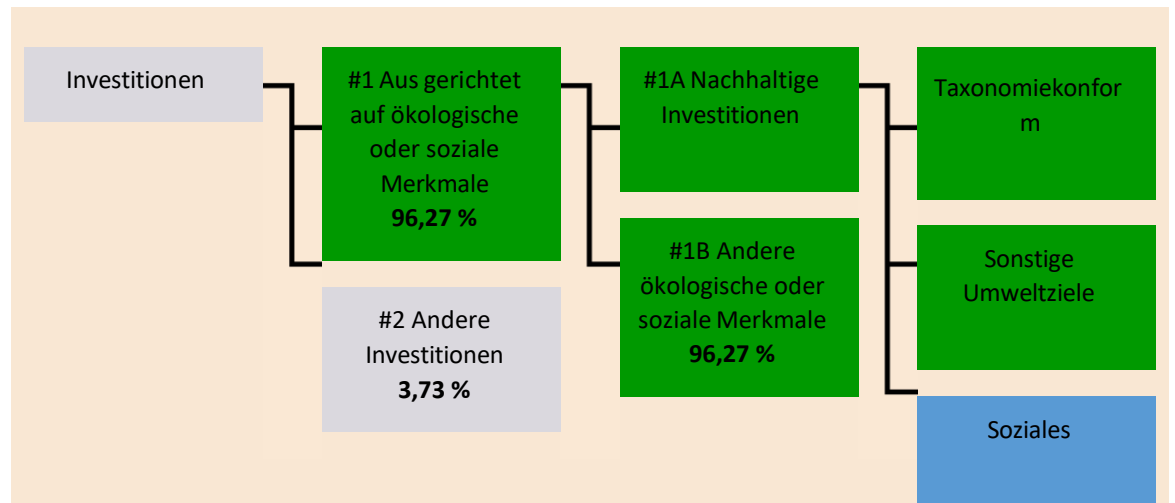 Investitionen
#1 Aus gerichtet
auf ökologische
oder soziale
Merkmale
96,27 %
#2 Andere
Investitionen
3,73 %
#1A Nachhaltige
Investitionen
#1B Andere
ökologische oder
soziale Merkmale
96,27 %
Taxonomiekonfor
m
Sonstige
Umweltziele
Soziales